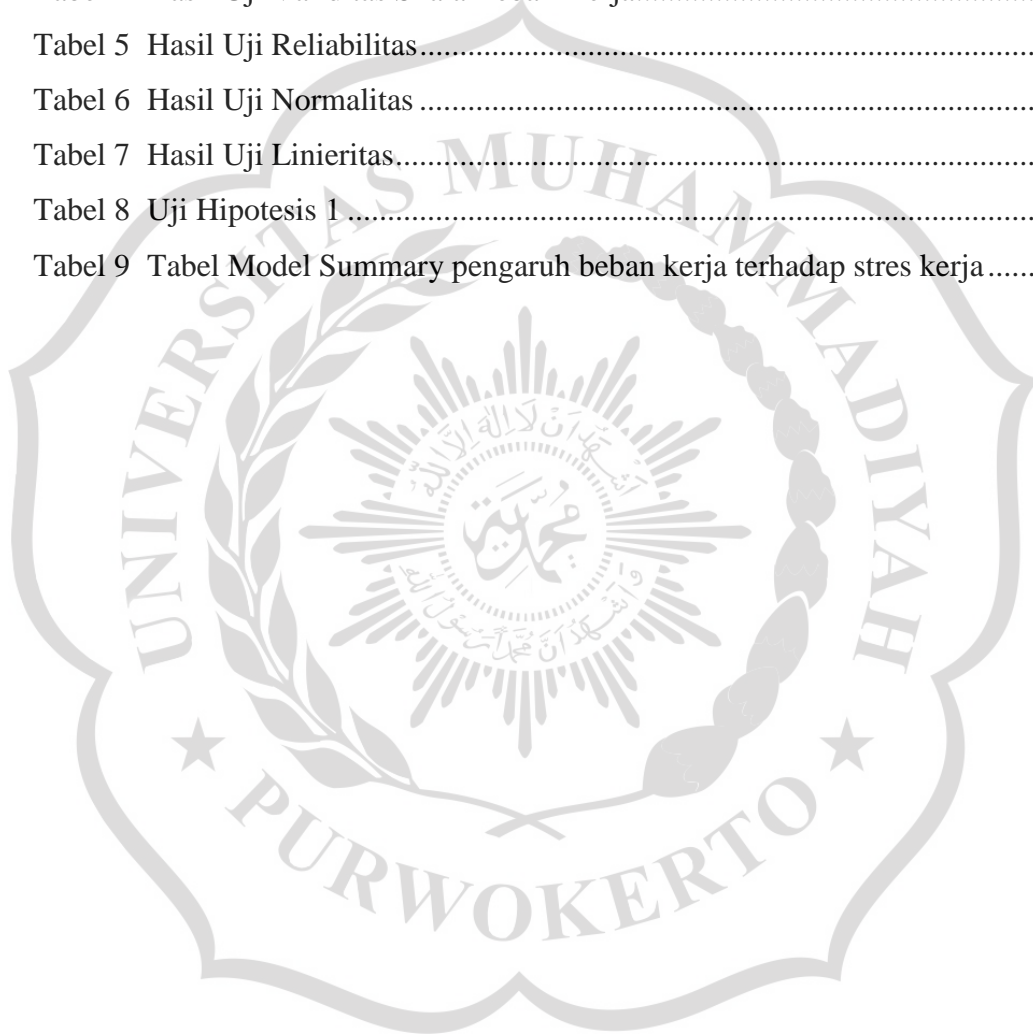 Tabel 5 Hasil Uji Reliabilitas
Tabel 6 Hasil Uji Normalitas
Tabel 7 Hasil Uji Linieritas
Tabel 8 Uji Hipotesis 1
Tabel 9 Tabel Model Summary pengaruh beban kerja terhadap stres kerja
UNIVERSITAS MUHAMMADIYAH
PURWOKERTO